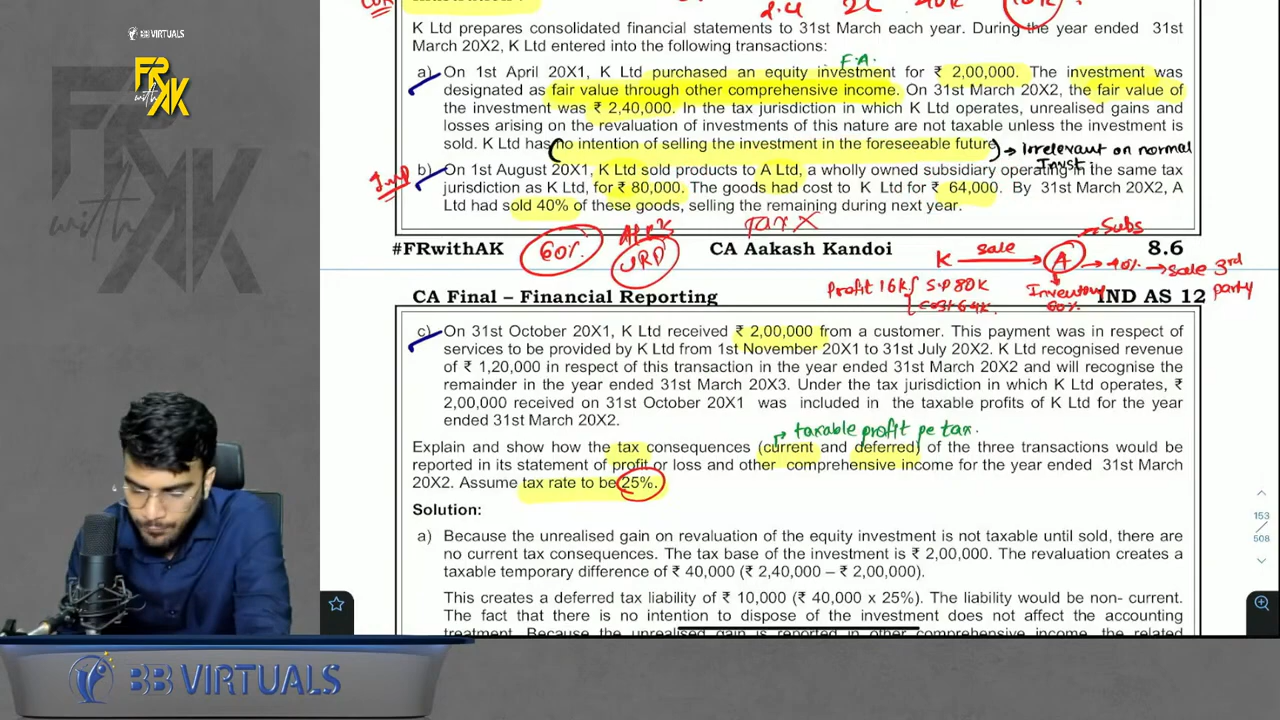 BB VIRTUALS
FR
with
AK
K Ltd prepares consolidated financial statements to 31st March each year. During the year ended 31st
March 20X2, K Ltd entered into the following transactions:
F.A.
a) On 1st April 20X1, K Ltd purchased an equity investment for ₹ 2,00,000. The investment was
designated as fair value through other comprehensive income. On 31st March 20X2, the fair value of
the investment was ₹ 2,40,000. In the tax jurisdiction in which K Ltd operates, unrealised gains and
losses arising on the revaluation of investments of this nature are not taxable unless the investment is
sold. K Ltd has no intention of selling the investment in the foreseeable future
→ Irrelevant on normal
Trust
Imp
b) On 1st August 20X1, K Ltd sold products to A Ltd, a wholly owned subsidiary operating in the same tax
jurisdiction as K Ltd, for ₹ 80,000. The goods had cost to K Ltd for ₹ 64,000. By 31st March 20X2, A
Ltd had sold 40% of these goods, selling the remaining during next year.
TAX X
#FRwithAK
60%
URP
CA Aakash Kandoi
K sale → A → Subs
8.6
→ 40% → sale 3rd
party
Profit 16K { S.P 80K
Cost 64K.
Inventory
60%
CA Final – Financial Reporting
IND AS 12
c) On 31st October 20X1, K Ltd received ₹ 2,00,000 from a customer. This payment was in respect of
services to be provided by K Ltd from 1st November 20X1 to 31st July 20X2. K Ltd recognised revenue
of ₹ 1,20,000 in respect of this transaction in the year ended 31st March 20X2 and will recognise the
remainder in the year ended 31st March 20X3. Under the tax jurisdiction in which K Ltd operates, ₹
2,00,000 received on 31st October 20X1 was included in the taxable profits of K Ltd for the year
ended 31st March 20X2.
→ taxable profit pe tax.
Explain and show how the tax consequences (current and deferred) of the three transactions would be
reported in its statement of profit or loss and other comprehensive income for the year ended 31st March
20X2. Assume tax rate to be 25%.
Solution:
a) Because the unrealised gain on revaluation of the equity investment is not taxable until sold, there are
no current tax consequences. The tax base of the investment is ₹ 2,00,000. The revaluation creates a
taxable temporary difference of ₹ 40,000 (₹ 2,40,000 – ₹ 2,00,000).
This creates a deferred tax liability of ₹ 10,000 (₹ 40,000 x 25%). The liability would be non- current.
The fact that there is no intention to dispose of the investment does not affect the accounting
treatment. Because the unrealised gain is reported in other comprehensive income, the related
153
508
BB VIRTUALS